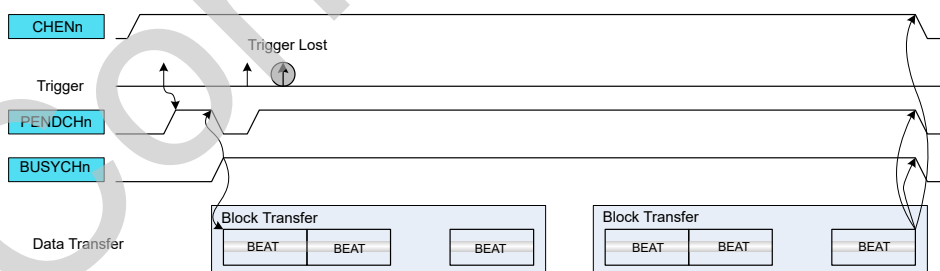 CHENn
Trigger Lost
Trigger
PENDCHn
BUSYCHn
Block Transfer
Block Transfer
Data Transfer
BEAT
BEAT
BEAT
BEAT
BEAT
BEAT